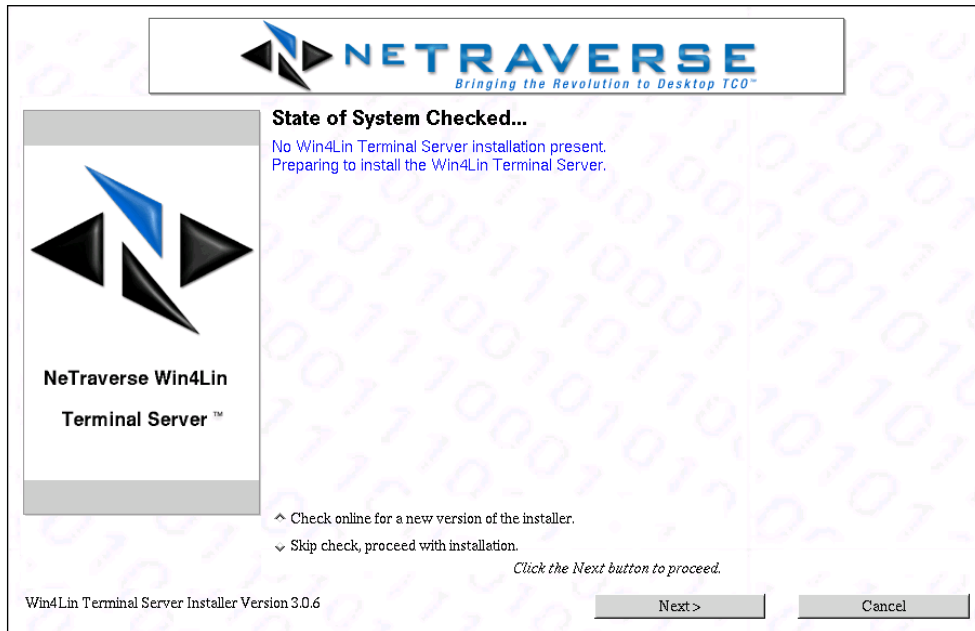 NETRAVERSE
Bringing the Revolution to Desktop TCO™
State of System Checked...
No Win4Lin Terminal Server installation present.
Preparing to install the Win4Lin Terminal Server.
NeTraverse Win4Lin
Terminal Server ™
Check online for a new version of the installer.
Skip check, proceed with installation.
Click the Next button to proceed.
Win4Lin Terminal Server Installer Version 3.0.6
Next >
Cancel